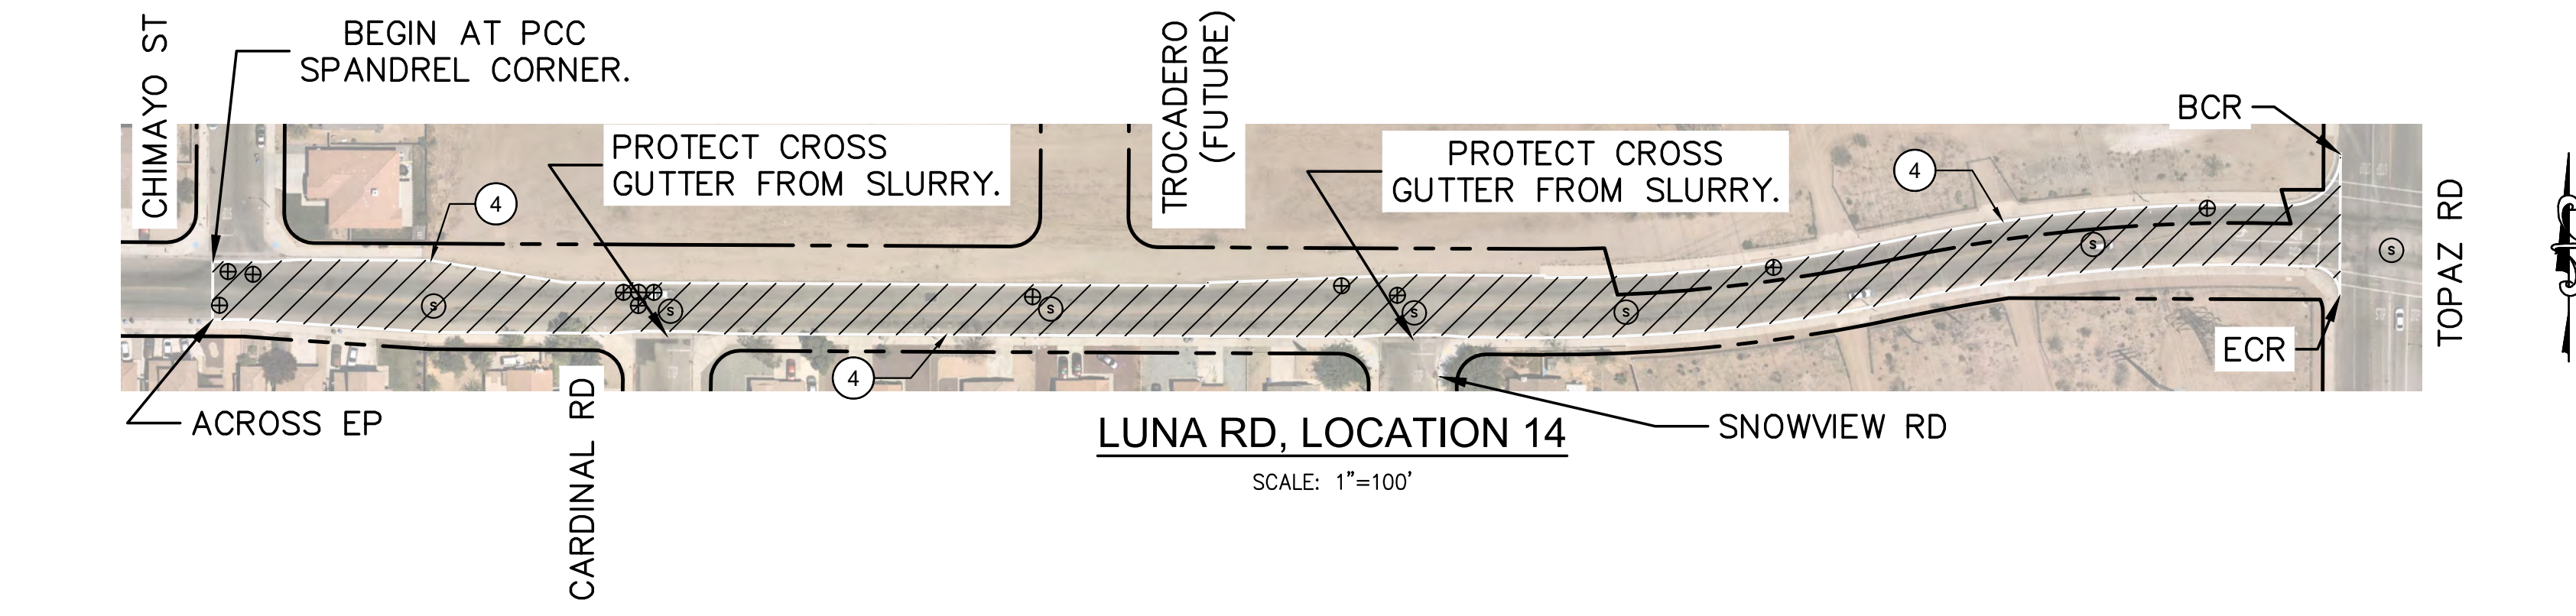 CHIMAYO ST
BEGIN AT PCC
SPANDREL CORNER.
4
PROTECT CROSS
GUTTER FROM SLURRY.
TROCADERO
(FUTURE)
PROTECT CROSS
GUTTER FROM SLURRY.
4
BCR
TOPAZ RD
S
S
S
S
S
S
S
ACROSS EP
CARDINAL RD
4
SNOWVIEW RD
ECR
LUNA RD, LOCATION 14
SCALE: 1"=100'